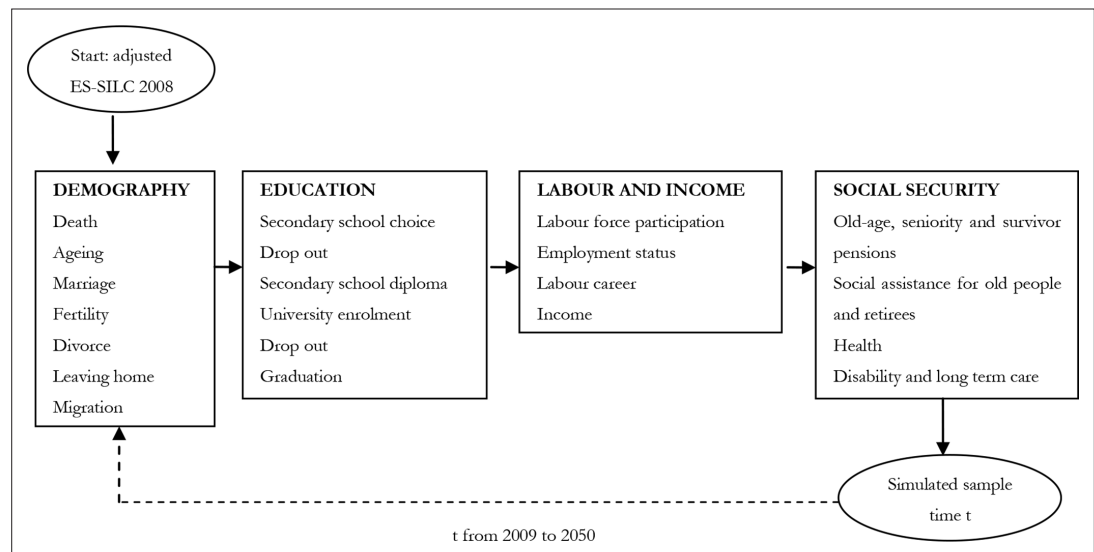 Start: adjusted
ES-SILC 2008
DEMOGRAPHY
Death
Ageing
Marriage
Fertility
Divorce
Leaving home
Migration
EDUCATION
Secondary school choice
Drop out
Secondary school diploma
University enrolment
Drop out
Graduation
LABOUR AND INCOME
Labour force participation
Employment status
Labour career
Income
SOCIAL SECURITY
Old-age, seniority and survivor
pensions
Social assistance for old people
and retirees
Health
Disability and long term care
Simulated sample
time t
t from 2009 to 2050